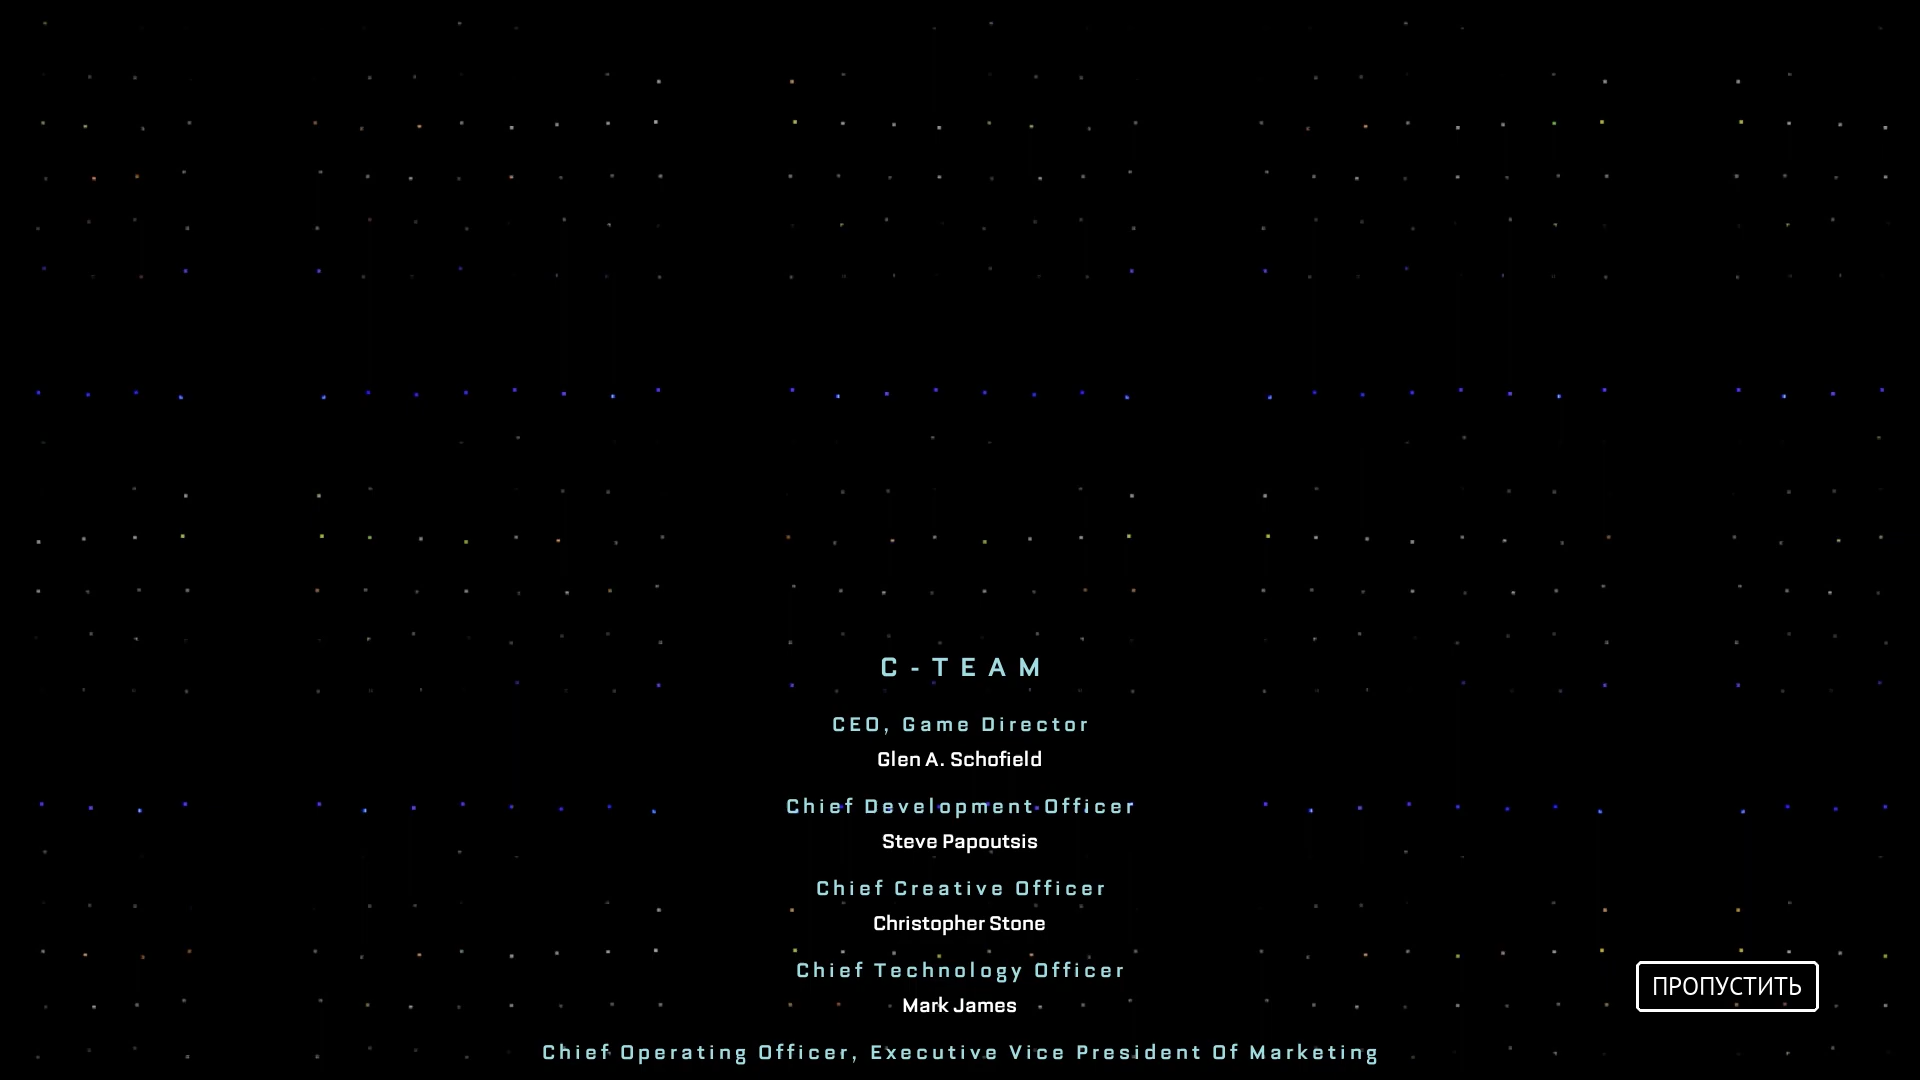 C-TEAM
CEO, Game Director
Glen A. Schofield
Chief Development Officer
Steve Papoutsis
Chief Creative Officer
Christopher Stone
Chief Technology Officer
Mark James
ПРОПУСТИТЬ
Chief Operating Officer, Executive Vice President Of Marketing